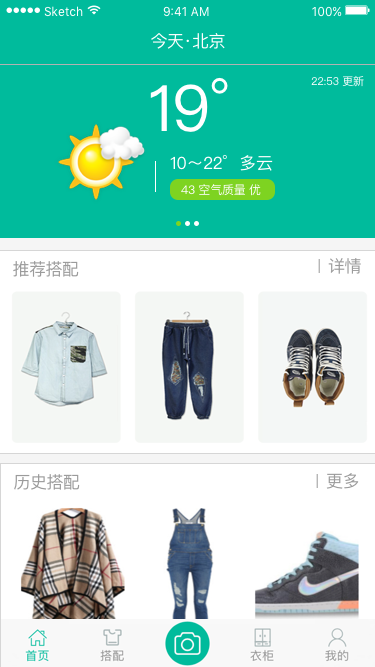 Sketch 9:41 AM 100%
今天·北京
22:53 更新
19°
10～22° 多云
43 空气质量 优
推荐搭配 | 详情
历史搭配 | 更多
首页 搭配 衣柜 我的